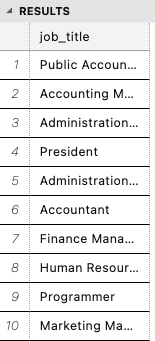 RESULTS
job_title
1 Public Accoun...
2 Accounting M...
3 Administration...
4 President
5 Administration...
6 Accountant
7 Finance Mana...
8 Human Resour...
9 Programmer
10 Marketing Ma...